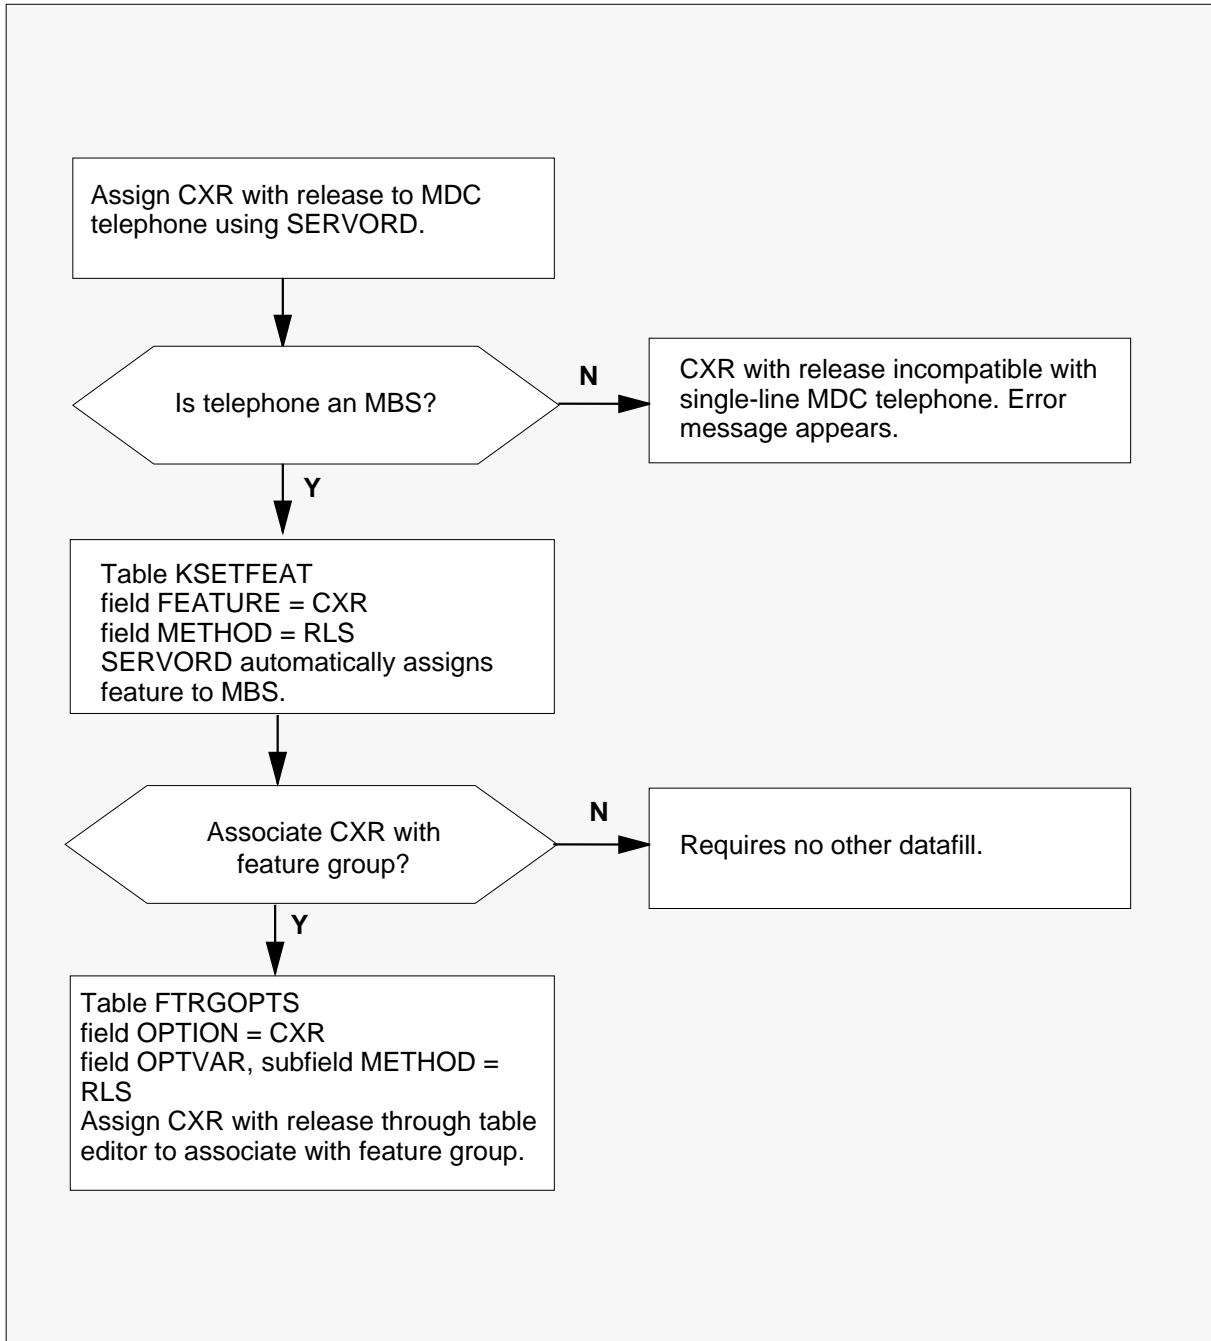 Assign CXR with release to MDC
telephone using SERVORD.
Is telephone an MBS?
N
CXR with release incompatible with
single-line MDC telephone. Error
message appears.
Y
Table KSETFEAT
field FEATURE = CXR
field METHOD = RLS
SERVORD automatically assigns
feature to MBS.
Associate CXR with
feature group?
N
Requires no other datafill.
Y
Table FTRGOPTS
field OPTION = CXR
field OPTVAR, subfield METHOD =
RLS
Assign CXR with release through table
editor to associate with feature group.